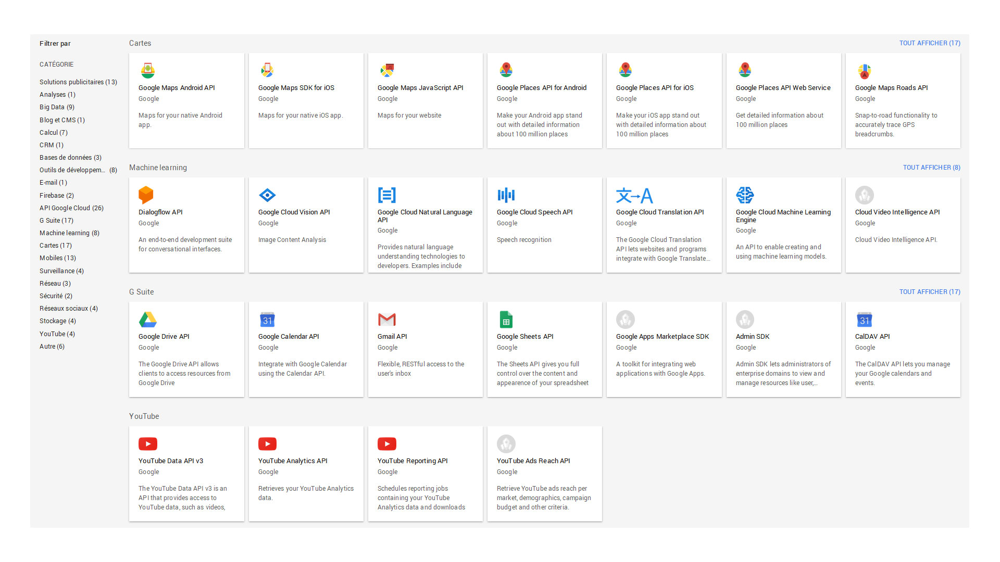 Filtrer par
CATÉGORIE
Solutions publicitaires (13)
Analyses (1)
Big Data (9)
Blog et CMS (1)
Calcul (7)
CRM (1)
Bases de données (3)
Outils de développem... (8)
E-mail (1)
Firebase (2)
API Google Cloud (26)
G Suite (17)
Machine learning (8)
Cartes (17)
Mobiles (13)
Surveillance (4)
Réseau (3)
Sécurité (2)
Réseaux sociaux (4)
Stockage (4)
YouTube (4)
Autre (6)
Cartes
TOUT AFFICHER (17)
Google Maps Android API
Google
Maps for your native Android
app.
Google Maps SDK for iOS
Google
Maps for your native iOS app.
JS
Google Maps JavaScript API
Google
Maps for your website
Google Places API for Android
Google
Make your Android app stand
out with detailed information
about 100 million places
Google Places API for iOS
Google
Make your iOS app stand out
with detailed information about
100 million places
Google Places API Web Service
Google
Get detailed information about
100 million places
Google Maps Roads API
Google
Snap-to-road functionality to
accurately trace GPS
breadcrumbs.
Machine learning
TOUT AFFICHER (8)
Dialogflow API
Google
An end-to-end development suite
for conversational interfaces.
Google Cloud Vision API
Google
Image Content Analysis
Google Cloud Natural Language
API
Google
Provides natural language
understanding technologies to
developers. Examples include
Google Cloud Speech API
Google
Speech recognition
文→A
Google Cloud Translation API
Google
The Google Cloud Translation
API lets websites and programs
integrate with Google Translate...
Google Cloud Machine Learning
Engine
Google
An API to enable creating and
using machine learning models.
Cloud Video Intelligence API
Google
Cloud Video Intelligence API.
G Suite
TOUT AFFICHER (17)
Google Drive API
Google
The Google Drive API allows
clients to access resources from
Google Drive
31
Google Calendar API
Google
Integrate with Google Calendar
using the Calendar API.
Gmail API
Google
Flexible, RESTful access to the
user's inbox
Google Sheets API
Google
The Sheets API gives you full
control over the content and
appearence of your spreadsheet
Google Apps Marketplace SDK
Google
A toolkit for integrating web
applications with Google Apps.
Admin SDK
Google
Admin SDK lets administrators of
enterprise domains to view and
manage resources like user,...
31
CalDAV API
Google
The CalDAV API lets you manage
your Google calendars and
events.
YouTube
YouTube Data API v3
Google
The YouTube Data API v3 is an
API that provides access to
YouTube data, such as videos,
YouTube Analytics API
Google
Retrieves your YouTube Analytics
data.
YouTube Reporting API
Google
Schedules reporting jobs
containing your YouTube
Analytics data and downloads
YouTube Ads Reach API
Google
Retrieve YouTube ads reach per
market, demographics, campaign
budget and other criteria.